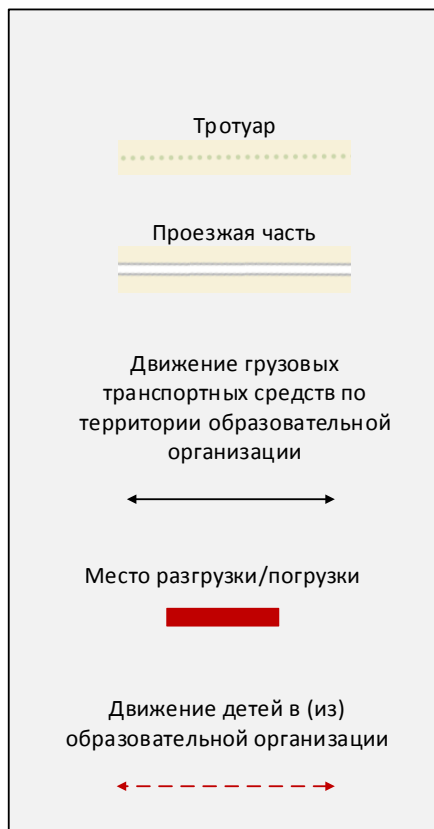 Тротуар
Проезжая часть
Движение грузовых
транспортных средств по
территории образовательной
организации
Место разгрузки/погрузки
Движение детей в (из)
образовательной организации